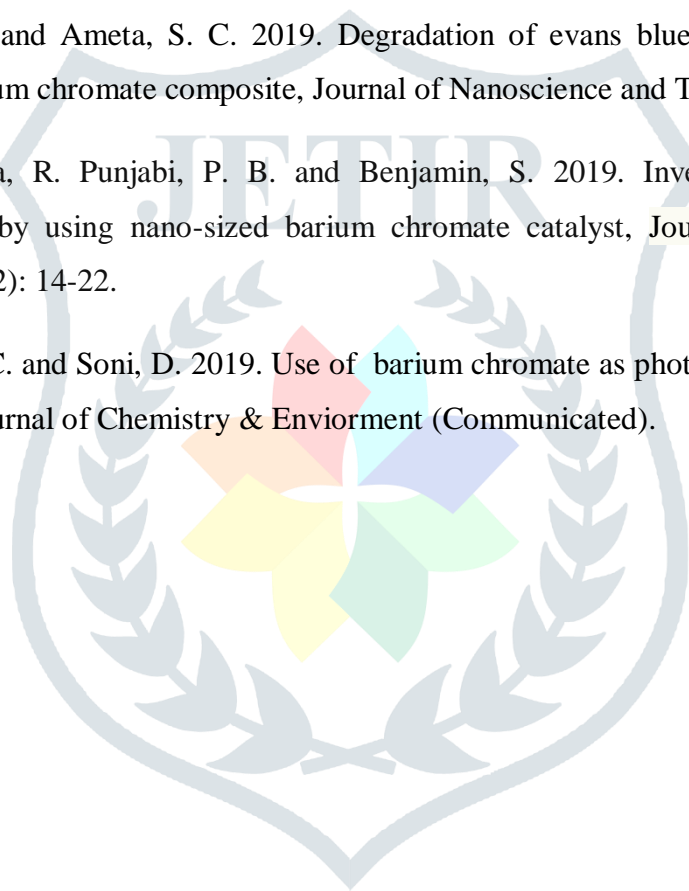 and Ameta, S. C. 2019. Degradation of evans blue
um chromate composite, Journal of Nanoscience and T
JETIR
a, R. Punjabi, P. B. and Benjamin, S. 2019. Inve
by using nano-sized barium chromate catalyst, Jou
2): 14-22.
C. and Soni, D. 2019. Use of barium chromate as phot
urnal of Chemistry & Enviorment (Communicated).